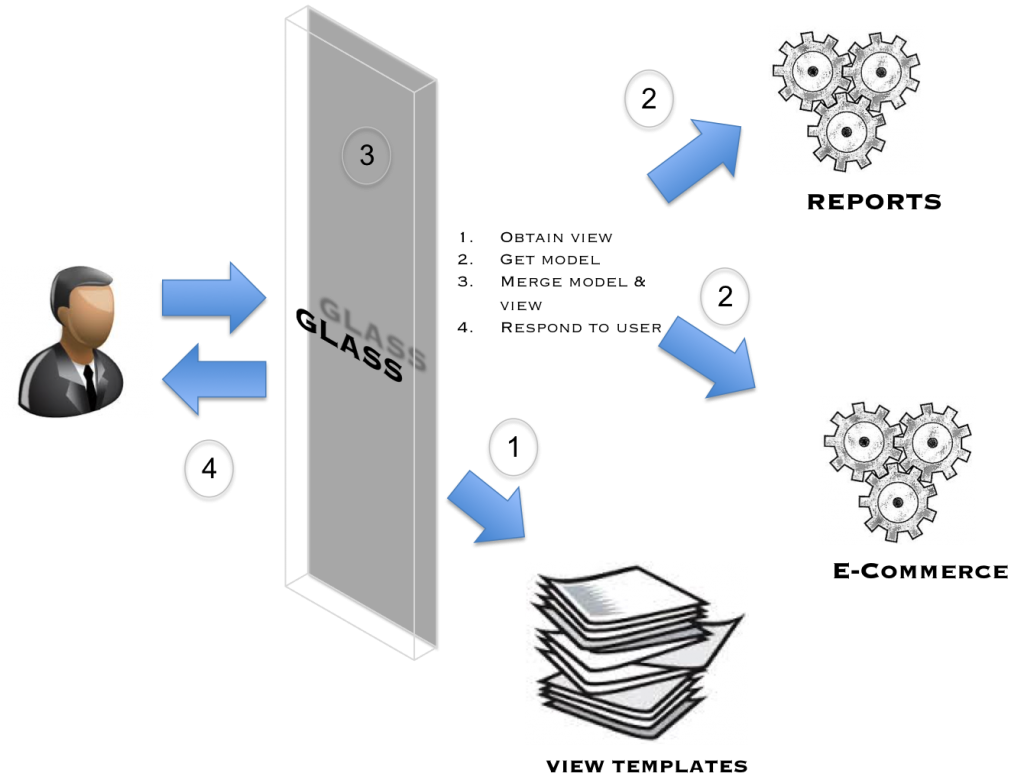 2
3
REPORTS
1. Obtain view
2. Get model
3. Merge model &
view
4. Respond to user
2
GLASS
GLASS
1
4
E-Commerce
VIEW TEMPLATES